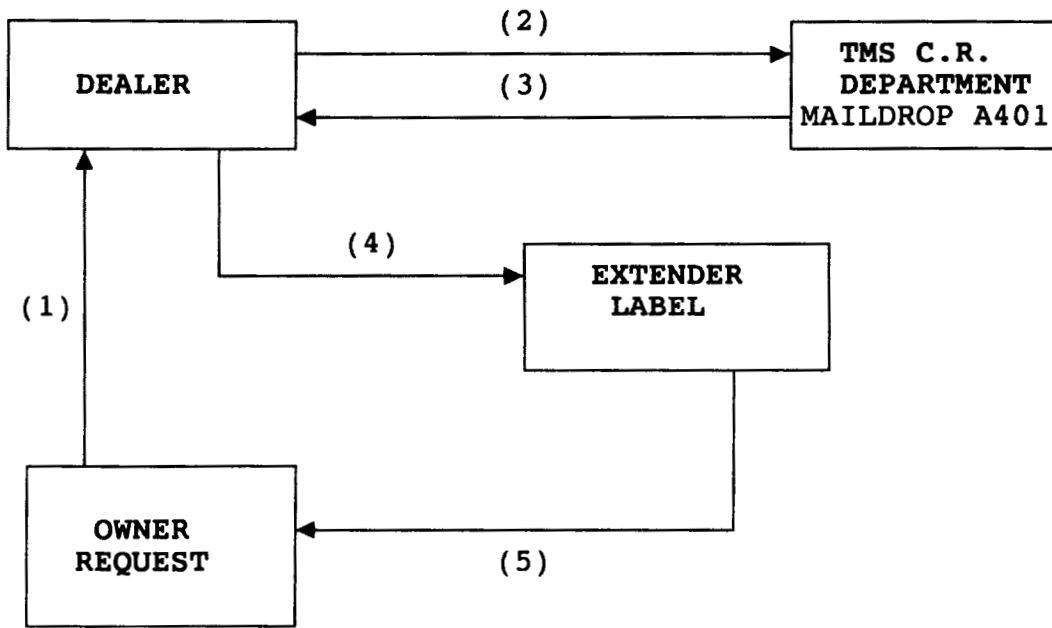 (2)
DEALER
TMS C.R.
DEPARTMENT
MAILDROP A401
(3)
(4)
EXTENDER
LABEL
(1)
OWNER
REQUEST
(5)